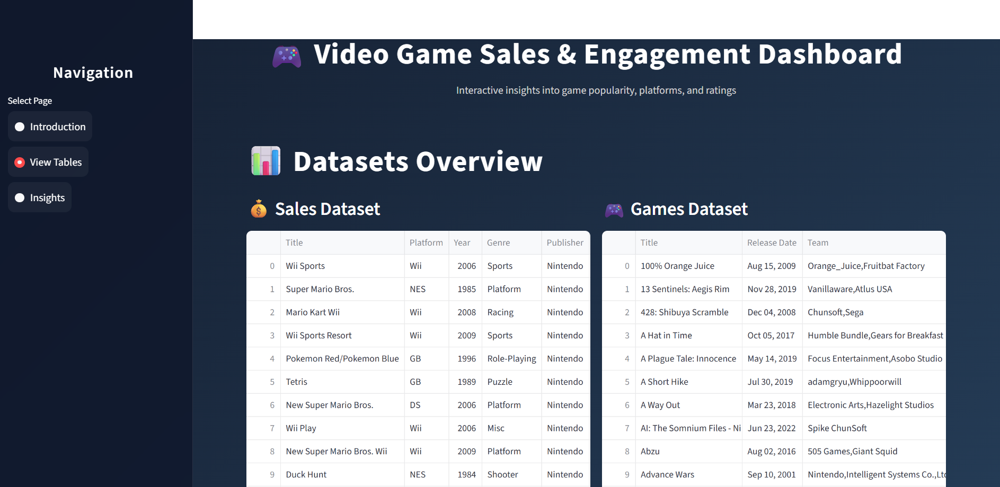 Navigation
Select Page
Introduction
View Tables
Insights
Video Game Sales & Engagement Dashboard
Interactive insights into game popularity, platforms, and ratings
Datasets Overview
Sales Dataset
Title Platform Year Genre Publisher
0 Wii Sports Wii 2006 Sports Nintendo
1 Super Mario Bros. NES 1985 Platform Nintendo
2 Mario Kart Wii Wii 2008 Racing Nintendo
3 Wii Sports Resort Wii 2009 Sports Nintendo
4 Pokemon Red/Pokemon Blue GB 1996 Role-Playing Nintendo
5 Tetris GB 1989 Puzzle Nintendo
6 New Super Mario Bros. DS 2006 Platform Nintendo
7 Wii Play Wii 2006 Misc Nintendo
8 New Super Mario Bros. Wii Wii 2009 Platform Nintendo
9 Duck Hunt NES 1984 Shooter Nintendo
Games Dataset
Title Release Date Team
0 100% Orange Juice Aug 15, 2009 Orange_Juice,Fruitbat Factory
1 13 Sentinels: Aegis Rim Nov 28, 2019 Vanillaware,Atlus USA
2 428: Shibuya Scramble Dec 04, 2008 Chunsoft,Sega
3 A Hat in Time Oct 05, 2017 Humble Bundle,Gears for Breakfast
4 A Plague Tale: Innocence May 14, 2019 Focus Entertainment,Asobo Studio
5 A Short Hike Jul 30, 2019 adamgryu,Whippoorwill
6 A Way Out Mar 23, 2018 Electronic Arts,Hazelight Studios
7 AI: The Somnium Files - Ni Jun 23, 2022 Spike ChunSoft
8 Abzu Aug 02, 2016 505 Games,Giant Squid
9 Advance Wars Sep 10, 2001 Nintendo,Intelligent Systems Co.,Ltd